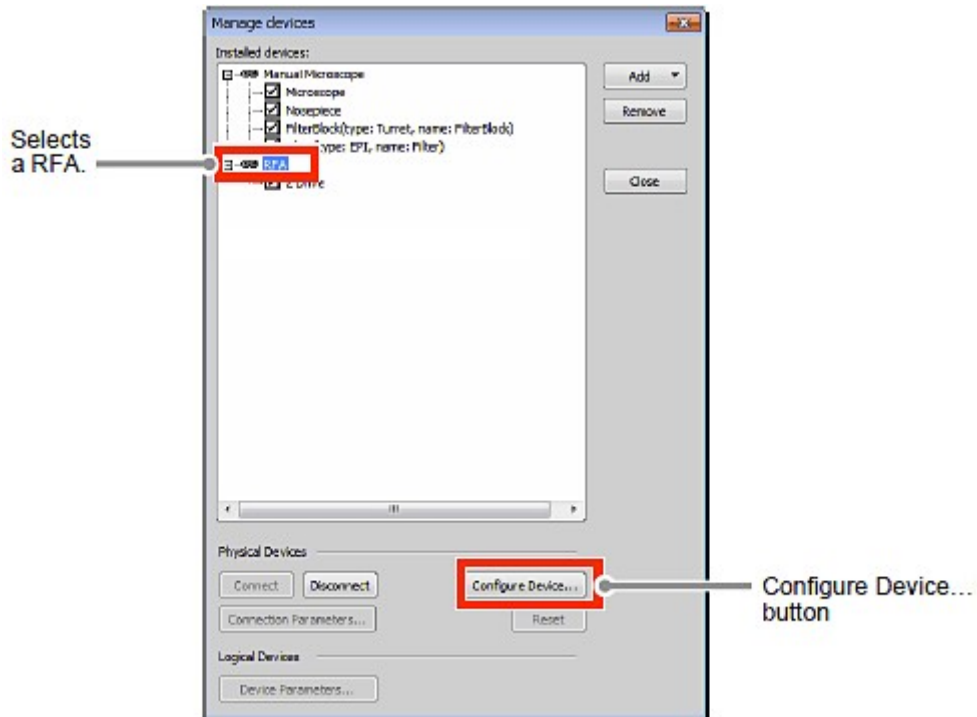 Manage devices
Installed devices:
Manual Microscope
Microscope
Nosepiece
FilterBlock(type: Turret, name: FilterBlock)
type: EPI, name: Filter)
RFA
Z Drive
Add
Remove
Close
Selects
a RFA.
Physical Devices
Connect
Disconnect
Configure Device...
Connection Parameters...
Reset
Logical Devices
Device Parameters...
Configure Device...
button